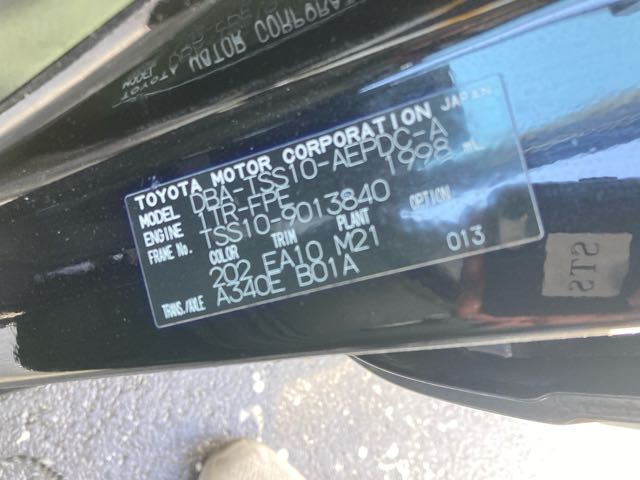 TOYOTA MOTOR CORPORATION JAPAN
MODEL DBA-TSS10-AEPDC-A
ENGINE 1TR-FPE 1998 mL
FRAME No. TSS10-9013840
COLOR TRIM PLANT OPTION
202 EA10 M21 013
TRANS./AXLE A340E B01A
STS